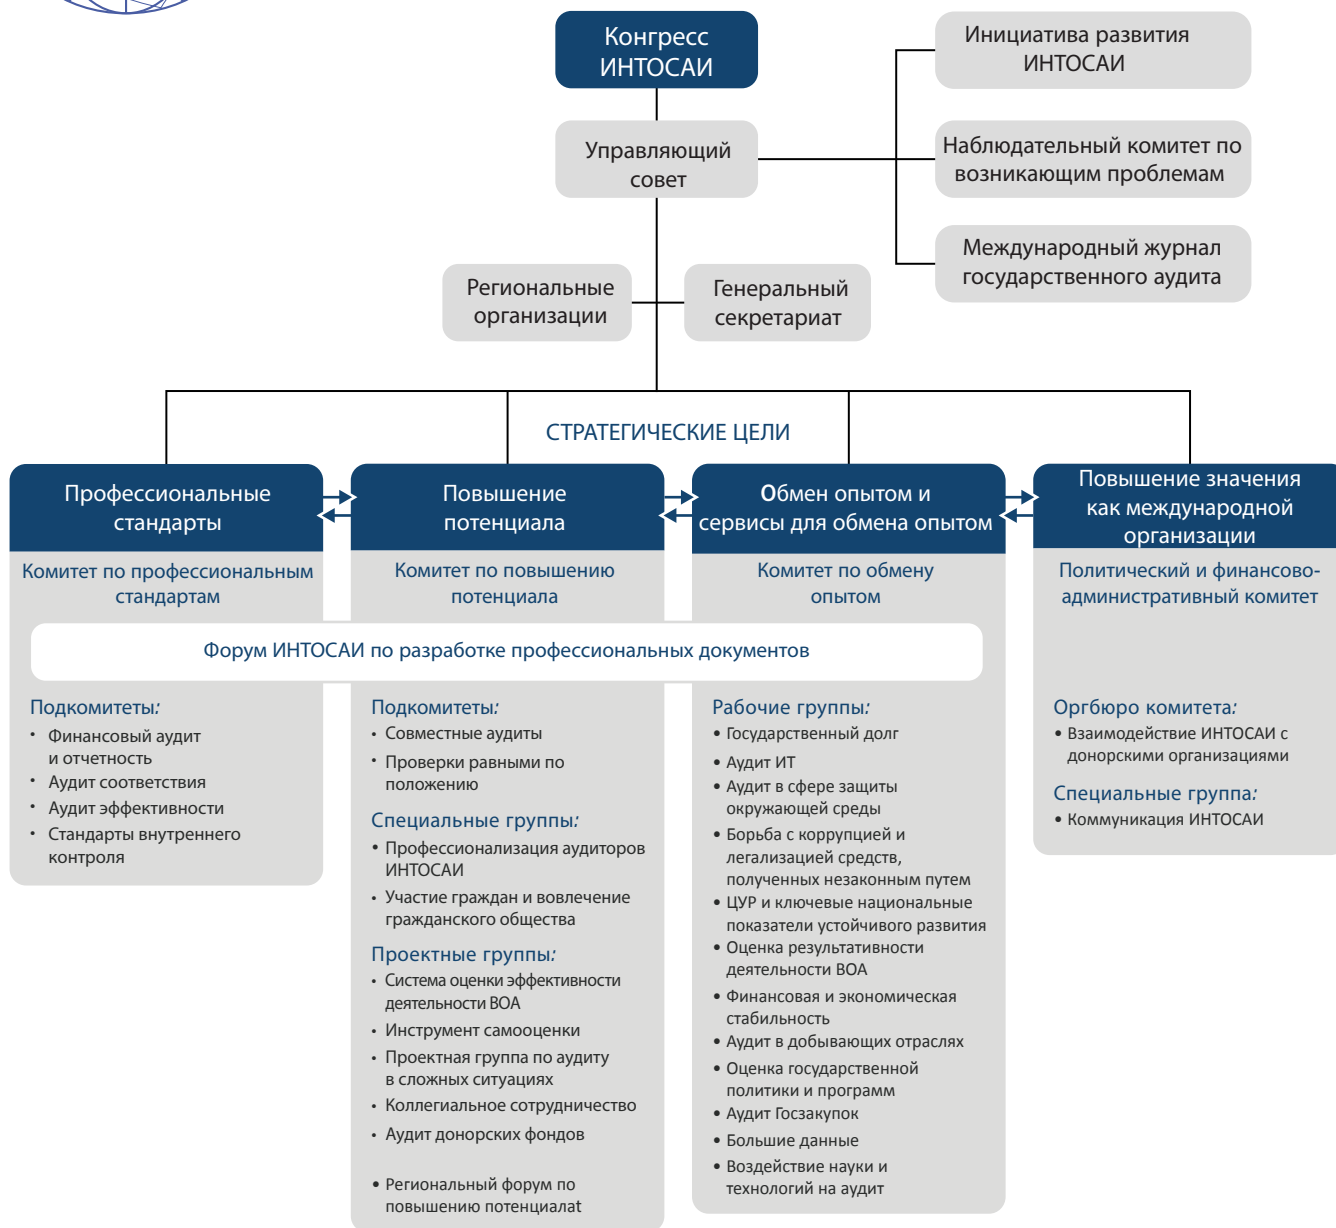 Конгресс
ИНТОСАИ
Инициатива развития
ИНТОСАИ
Управляющий
совет
Наблюдательный комитет по
возникающим проблемам
Международный журнал
государственного аудита
Региональные
организации
Генеральный
секретариат
СТРАТЕГИЧЕСКИЕ ЦЕЛИ
Профессиональные
стандарты
Комитет по профессиональным
стандартам
Повышение
потенциала
Комитет по повышению
потенциала
Обмен опытом и
сервисы для обмена опытом
Комитет по обмену
опытом
Повышение значения
как международной
организации
Политический и финансово-
административный комитет
Форум ИНТОСАИ по разработке профессиональных документов
Подкомитеты:
• Финансовый аудит
и отчетность
• Аудит соответствия
• Аудит эффективности
• Стандарты внутреннего
контроля
Подкомитеты:
• Совместные аудиты
• Проверки равными по
положению
Специальные группы:
• Профессионализация аудиторов
ИНТОСАИ
• Участие граждан и вовлечение
гражданского общества
Проектные группы:
• Система оценки эффективности
деятельности ВОА
• Инструмент самооценки
• Проектная группа по аудиту
в сложных ситуациях
• Коллегиальное сотрудничество
• Аудит донорских фондов
• Региональный форум по
повышению потенциалаt
Рабочие группы:
• Государственный долг
• Аудит ИТ
• Аудит в сфере защиты
окружающей среды
• Борьба с коррупцией и
легализацией средств,
полученных незаконным путем
• ЦУР и ключевые национальные
показатели устойчивого развития
• Оценка результативности
деятельности ВОА
• Финансовая и экономическая
стабильность
• Аудит в добывающих отраслях
• Оценка государственной
политики и программ
• Аудит Госзакупок
• Большие данные
• Воздействие науки и
технологий на аудит
Оргбюро комитета:
• Взаимодействие ИНТОСАИ с
донорскими организациями
Специальные группа:
• Коммуникация ИНТОСАИ